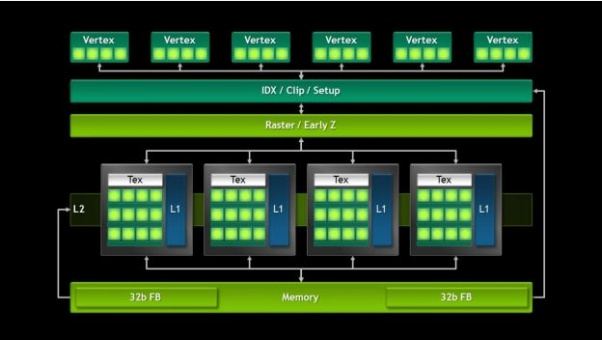 Vertex Vertex Vertex Vertex Vertex Vertex
IDX / Clip / Setup
Raster / Early Z
Tex Tex Tex Tex
L2 L1 L1 L1 L1
32b FB Memory 32b FB